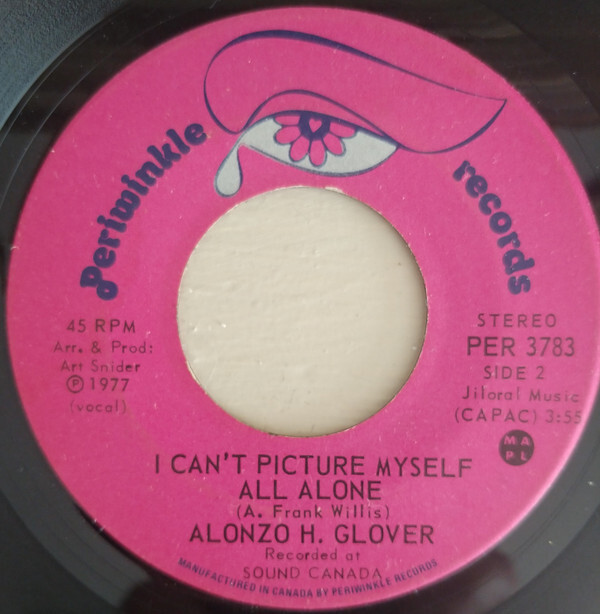 Periwinkle records
45 RPM
Arr. & Prod:
Art Snider
℗ 1977
(vocal)
STEREO
PER 3783
SIDE 2
Jiloral Music
(CAPAC) 3:55
M A
P L
I CAN'T PICTURE MYSELF
ALL ALONE
(A. Frank Willis)
ALONZO H. GLOVER
Recorded at
SOUND CANADA
MANUFACTURED IN CANADA BY PERIWINKLE RECORDS